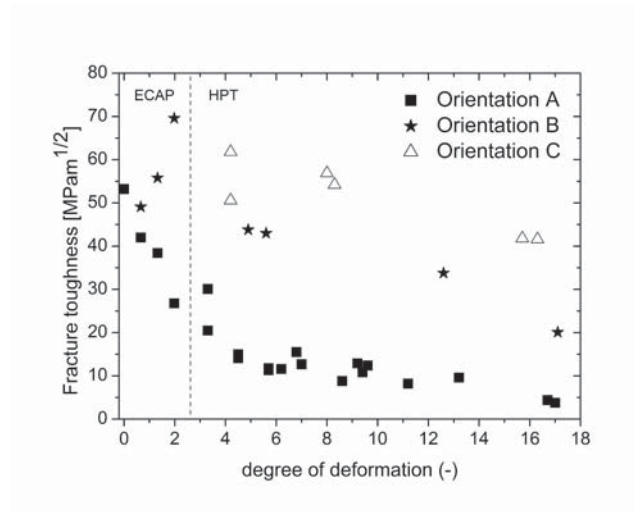 80
70
60
50
40
30
20
10
0
Fracture toughness [MPam1/2]
ECAP
HPT
Orientation A
Orientation B
Orientation C
0 2 4 6 8 10 12 14 16 18
degree of deformation (-)